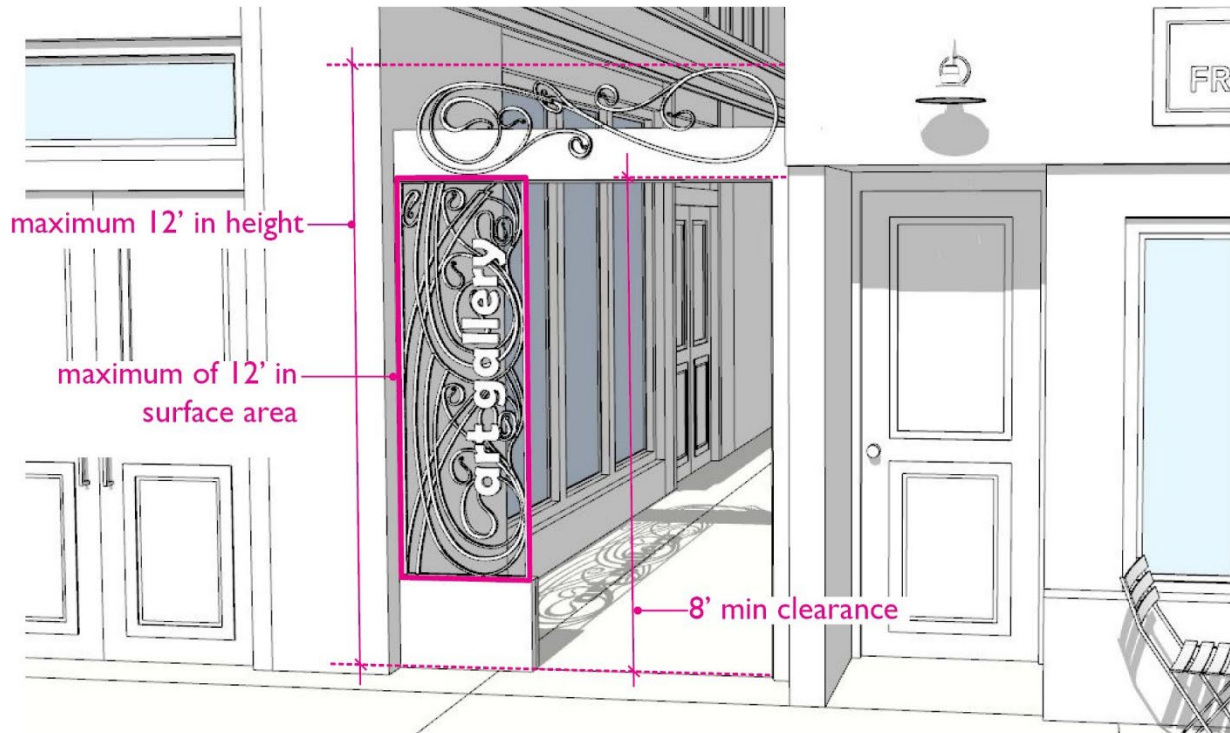 FR
maximum 12' in height
art gallery
maximum of 12' in
surface area
8' min clearance